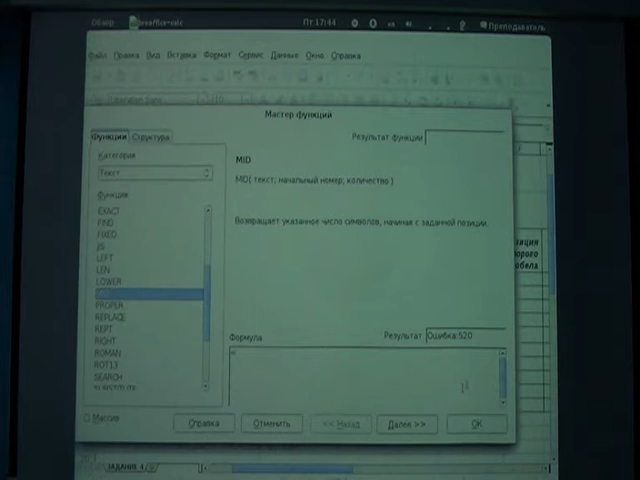 Обзор
Пт 17:44
Преподаватель
Файл Правка Вид Вставка Формат Сервис Данные Окно Справка
Мастер функций
Функции Структура
Результат функции
Категория
Текст
Функция
EXACT
FIND
FIXED
JIS
LEFT
LEN
LOWER
MID
PROPER
REPLACE
REPT
RIGHT
ROMAN
ROT13
SEARCH
MID
MID( текст; начальный номер; количество )
Возвращает указанное число символов, начиная с заданной позиции.
Формула
Результат Ошибка:520
=
Массив
Справка Отменить << Назад Далее >> OK
ЗАДАНИЯ_4